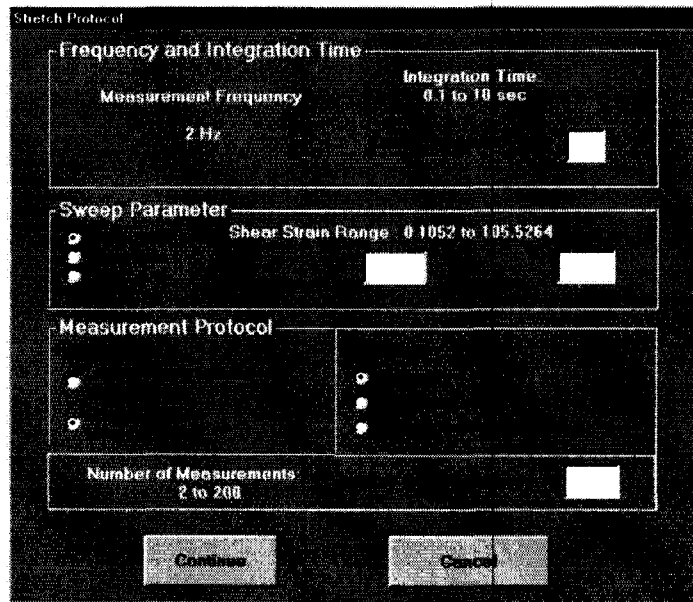 Stretch Protocol
Frequency and Integration Time
Measurement Frequency
Integration Time
0.1 to 10 sec
2 Hz
Sweep Parameter
Shear Strain Range : 0.1052 to 105.5264
Measurement Protocol
Number of Measurements:
2 to 200
Continue
Cancel